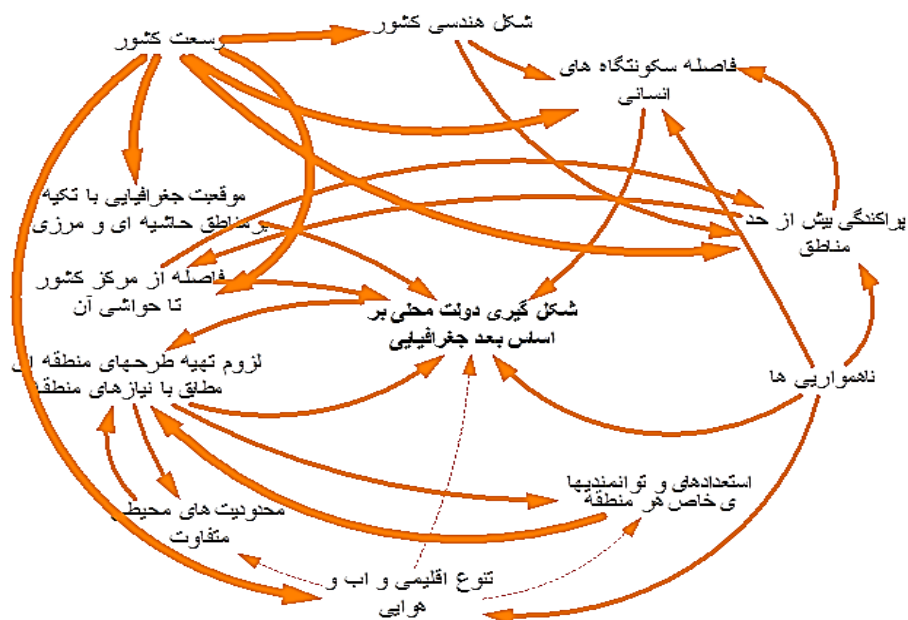 شکل هندسی کشور
وسعت کشور
فاصله سکونتگاه های
انسانی
موقعیت جغرافیایی با تکیه
برمناطق حاشیه ای و مرزی
پراکندگی بیش از حد
مناطق
فاصله از مرکز کشور
تا حواشی آن
شکل گیری دولت محلی بر
اساس بعد جغرافیایی
لزوم تهیه طرحهای منطقه ای
مطابق با نیازهای منطقه
ناهمواریی ها
استعدادهای و توانمندیها
ی خاص هر منطقه
محدودیت های محیطی
متفاوت
تنوع اقلیمی و اب و
هوایی